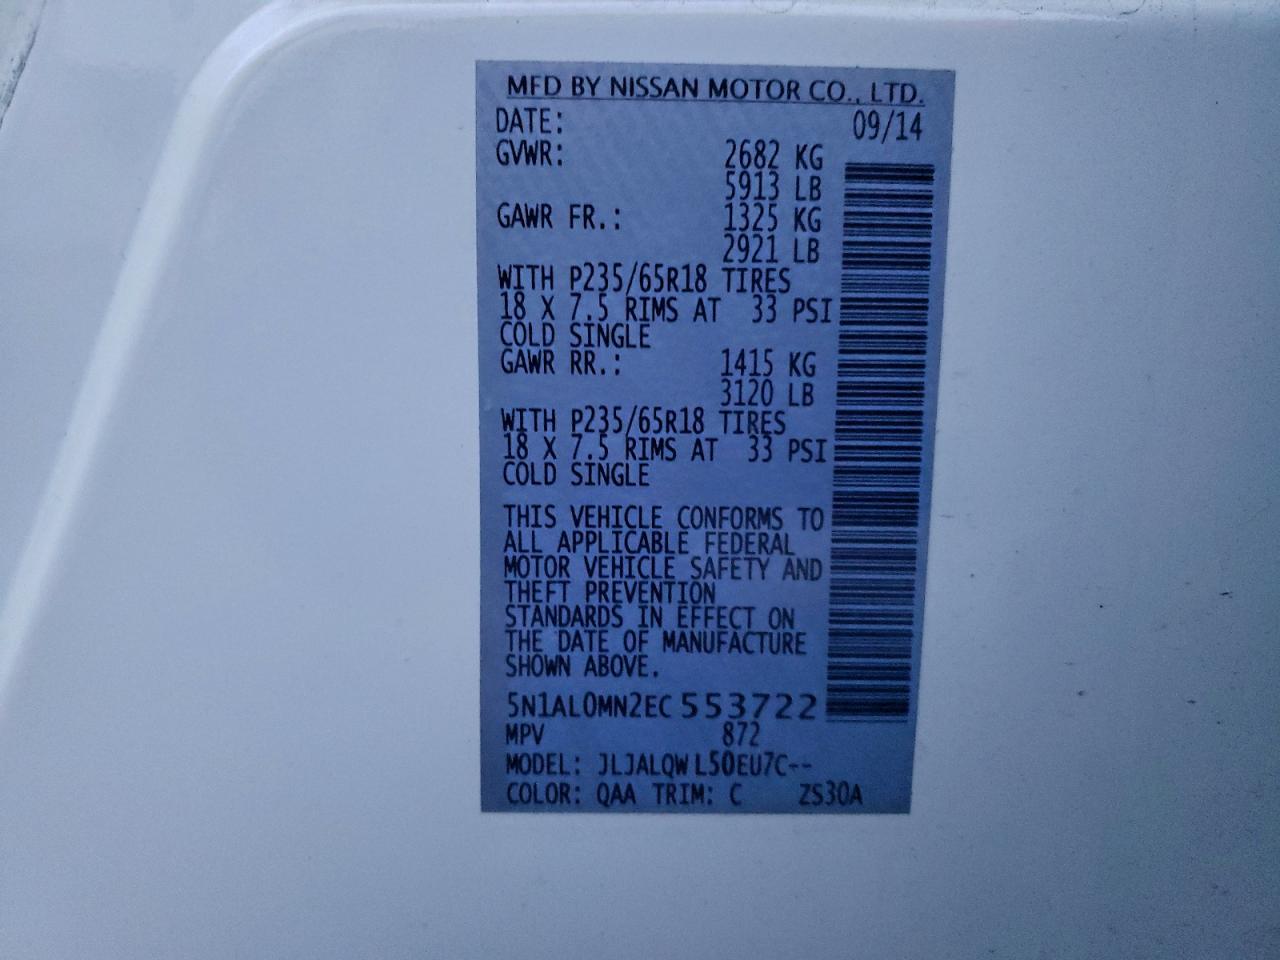 MFD BY NISSAN MOTOR CO., LTD.
DATE: 09/14
GVWR: 2682 KG
5913 LB
GAWR FR.: 1325 KG
2921 LB
WITH P235/65R18 TIRES
18 X 7.5 RIMS AT 33 PSI
COLD SINGLE
GAWR RR.: 1415 KG
3120 LB
WITH P235/65R18 TIRES
18 X 7.5 RIMS AT 33 PSI
COLD SINGLE
THIS VEHICLE CONFORMS TO
ALL APPLICABLE FEDERAL
MOTOR VEHICLE SAFETY AND
THEFT PREVENTION
STANDARDS IN EFFECT ON
THE DATE OF MANUFACTURE
SHOWN ABOVE.
5N1AL0MN2EC553722
MPV 872
MODEL: JLJALQWL50EU7C--
COLOR: QAA TRIM: C ZS30A